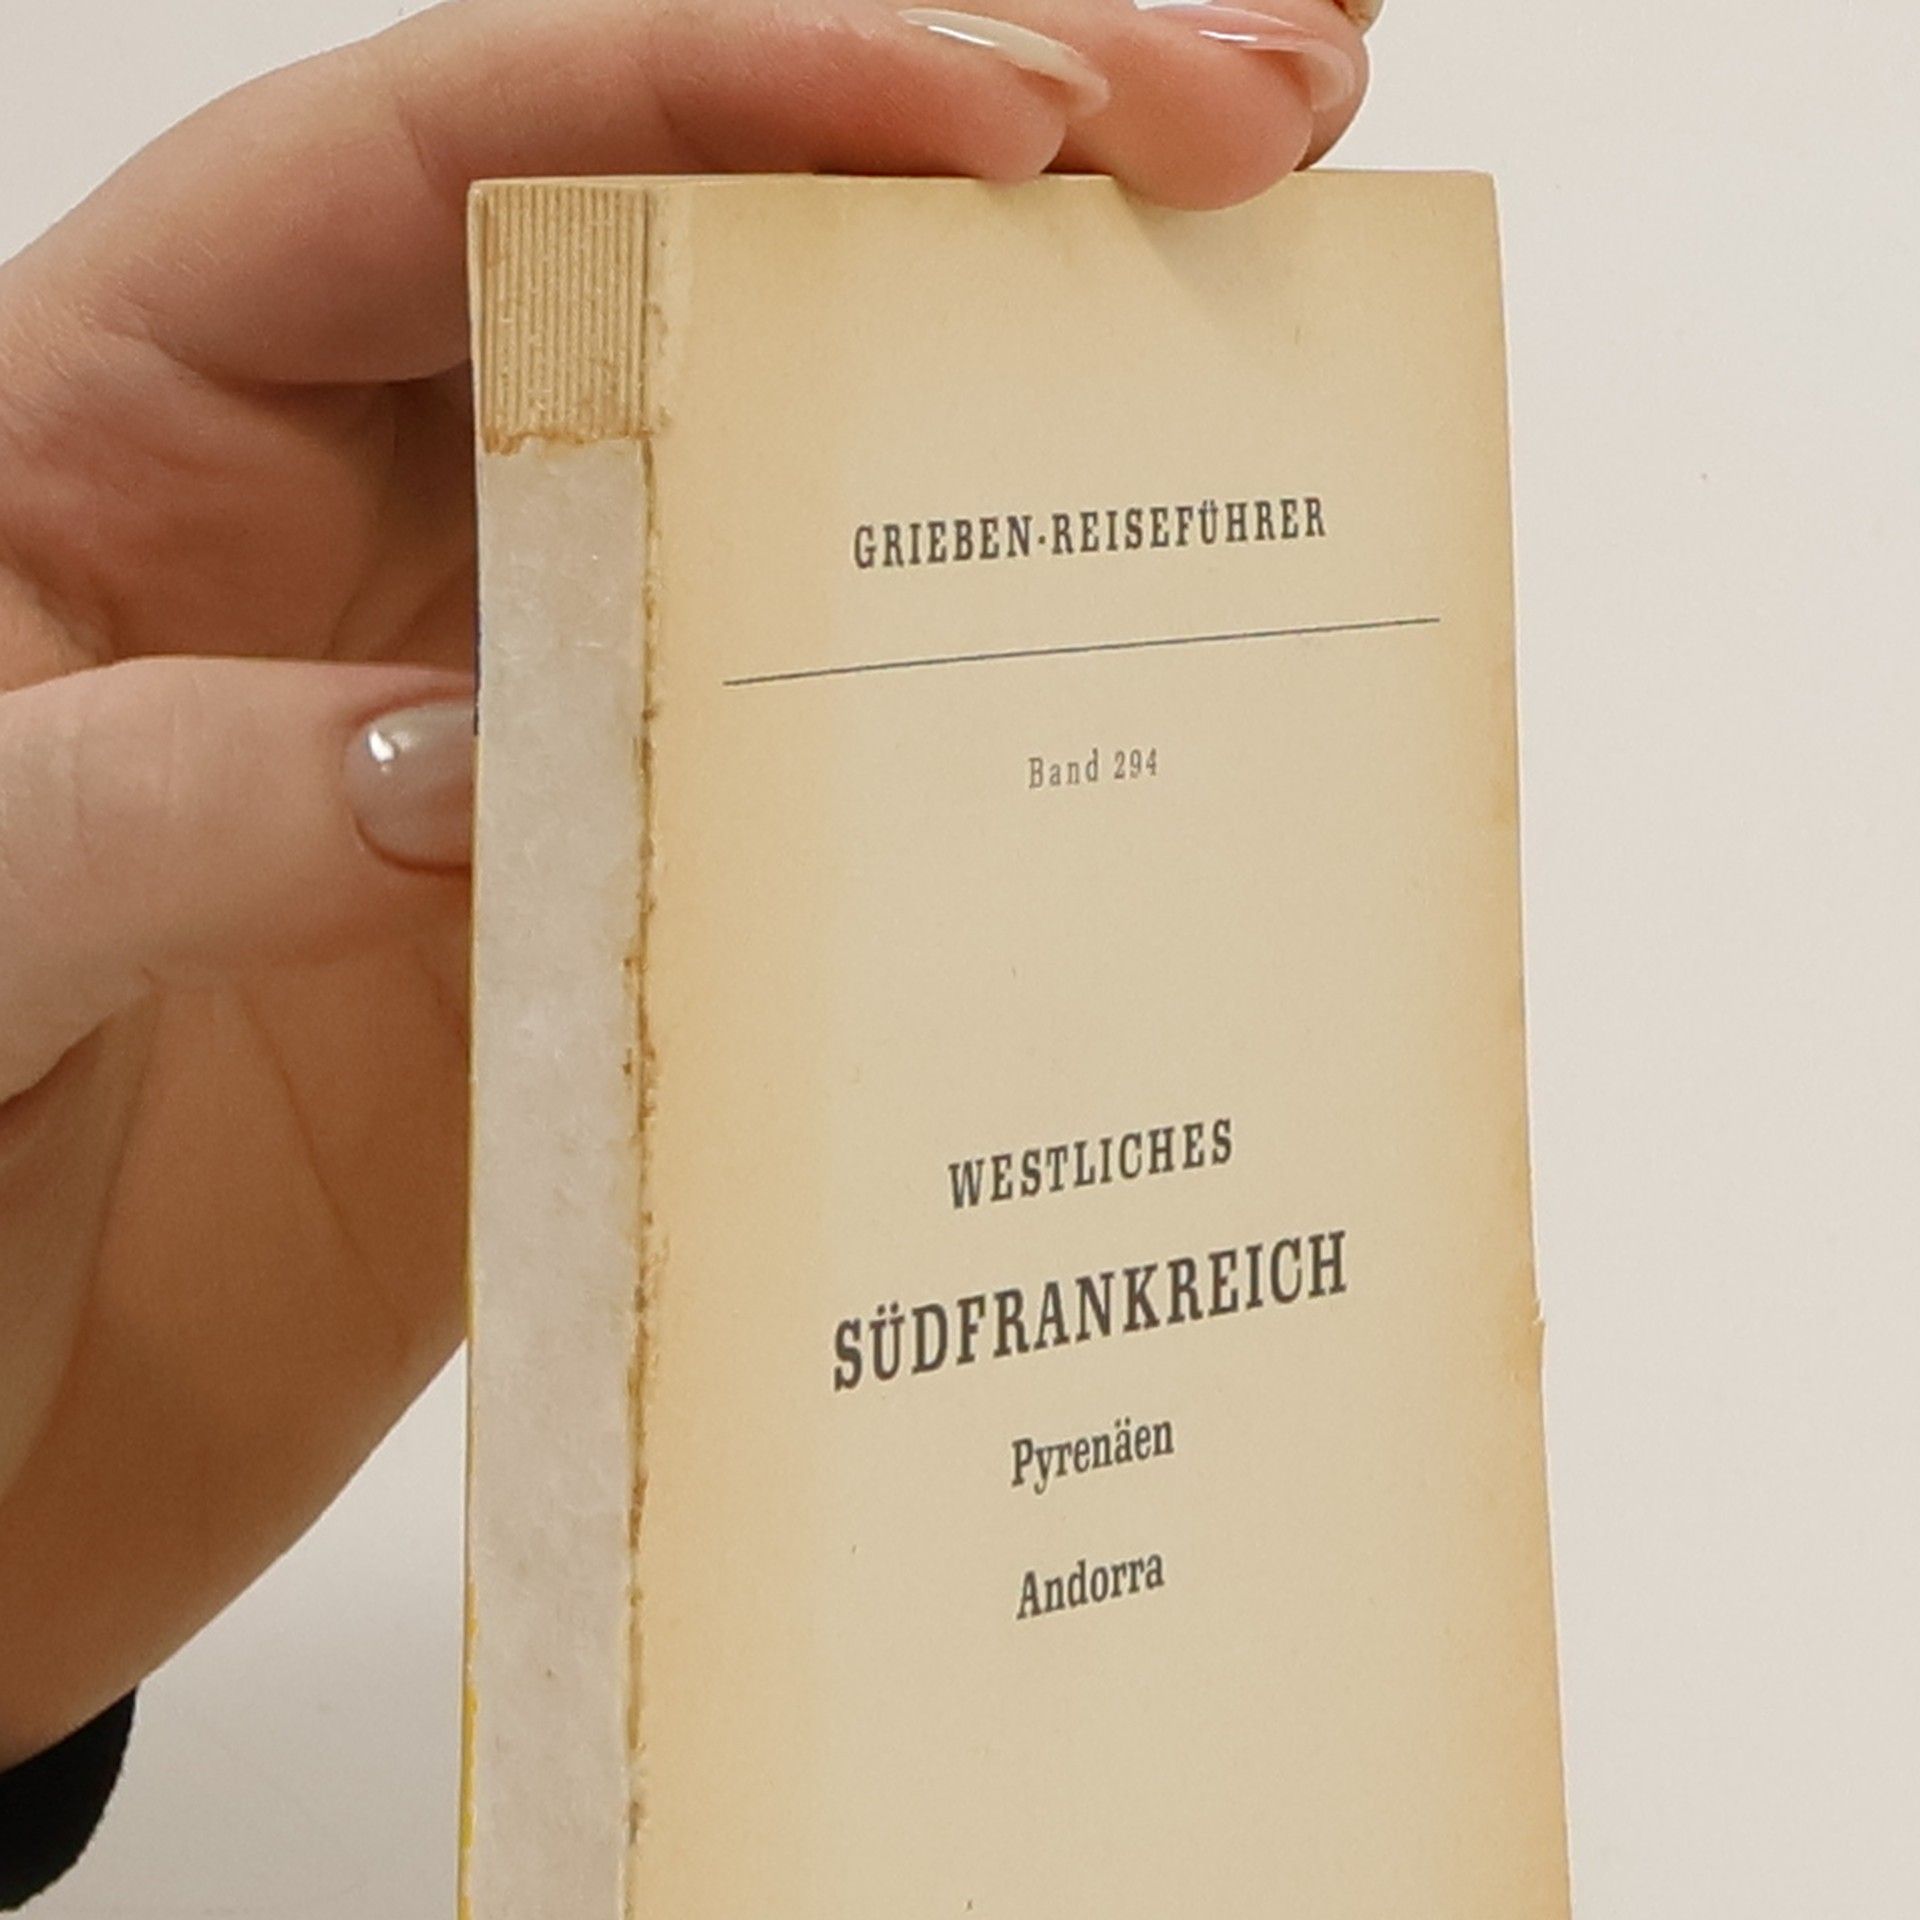 GRIEBEN-REISEFÜHRER
Band 294
WESTLICHES
SÜDFRANKREICH
Pyrenäen
Andorra